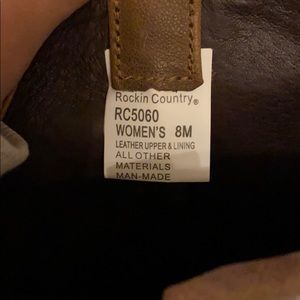 Rockin Country®
RC5060
WOMEN'S 8M
LEATHER UPPER & LINING
ALL OTHER
MATERIALS
MAN-MADE